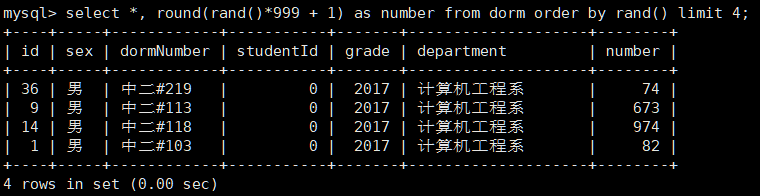 mysql> select *, round(rand()*999 + 1) as number from dorm order by rand() limit 4;
+----+-----+------------+-----------+-------+-----------------+--------+
| id | sex | dormNumber | studentId | grade | department | number |
+----+-----+------------+-----------+-------+-----------------+--------+
| 36 | 男 | 中二#219 | 0 | 2017 | 计算机工程系 | 74 |
| 9 | 男 | 中二#113 | 0 | 2017 | 计算机工程系 | 673 |
| 14 | 男 | 中二#118 | 0 | 2017 | 计算机工程系 | 974 |
| 1 | 男 | 中二#103 | 0 | 2017 | 计算机工程系 | 82 |
+----+-----+------------+-----------+-------+-----------------+--------+
4 rows in set (0.00 sec)